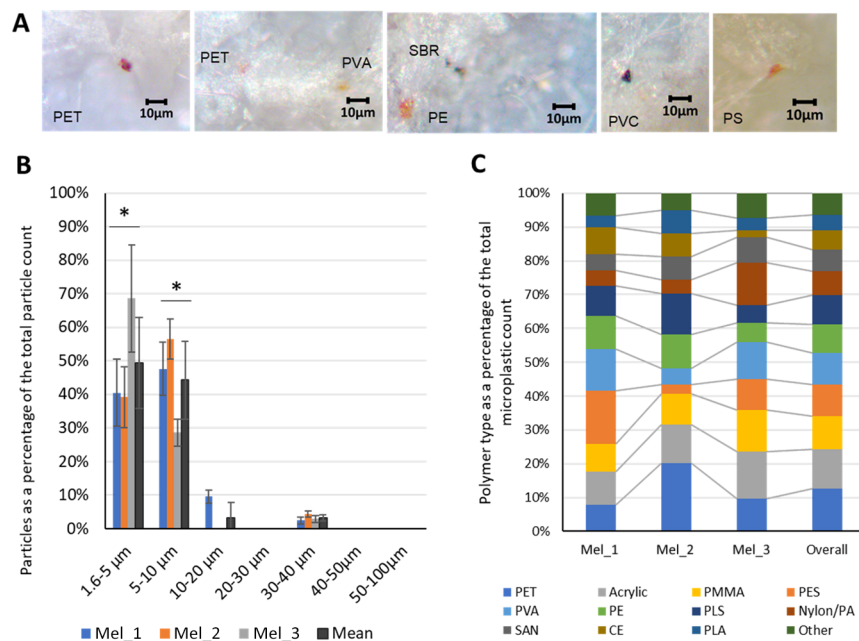 A
PET
10μm
PET
PVA
10μm
SBR
PE
10μm
PVC
10μm
PS
10μm
B
Particles as a percentage of the total particle count
100%
90%
80%
70%
60%
50%
40%
30%
20%
10%
0%
*
*
1.6-5 μm
5-10 μm
10-20 μm
20-30 μm
30-40 μm
40-50μm
50-100μm
Mel_1 Mel_2 Mel_3 Mean
C
Polymer type as a percentage of the total
microplastic count
100%
90%
80%
70%
60%
50%
40%
30%
20%
10%
0%
Mel_1 Mel_2 Mel_3 Overall
PET Acrylic PMMA PES
PVA PE PLS Nylon/PA
SAN CE PLA Other